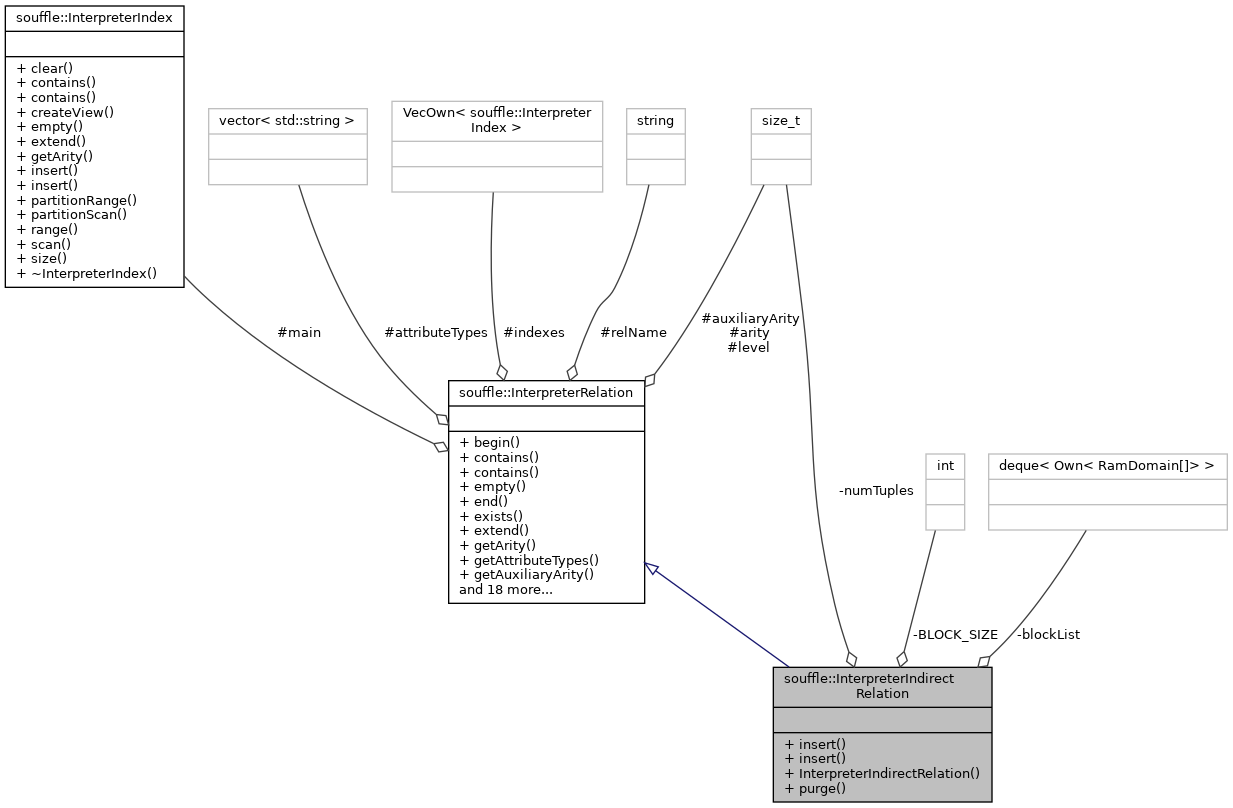 souffle::InterpreterIndex
+ clear()
+ contains()
+ contains()
+ createView()
+ empty()
+ extend()
+ getArity()
+ insert()
+ insert()
+ partitionRange()
+ partitionScan()
+ range()
+ scan()
+ size()
+ ~InterpreterIndex()
vector< std::string >
VecOwn< souffle::Interpreter
Index >
string
size_t
#main
#attributeTypes
#indexes
#relName
#auxiliaryArity
#arity
#level
souffle::InterpreterRelation
+ begin()
+ contains()
+ contains()
+ empty()
+ end()
+ exists()
+ extend()
+ getArity()
+ getAttributeTypes()
+ getAuxiliaryArity()
and 18 more...
-numTuples
int
deque< Own< RamDomain[]> >
-BLOCK_SIZE
-blockList
souffle::InterpreterIndirect
Relation
+ insert()
+ insert()
+ InterpreterIndirectRelation()
+ purge()